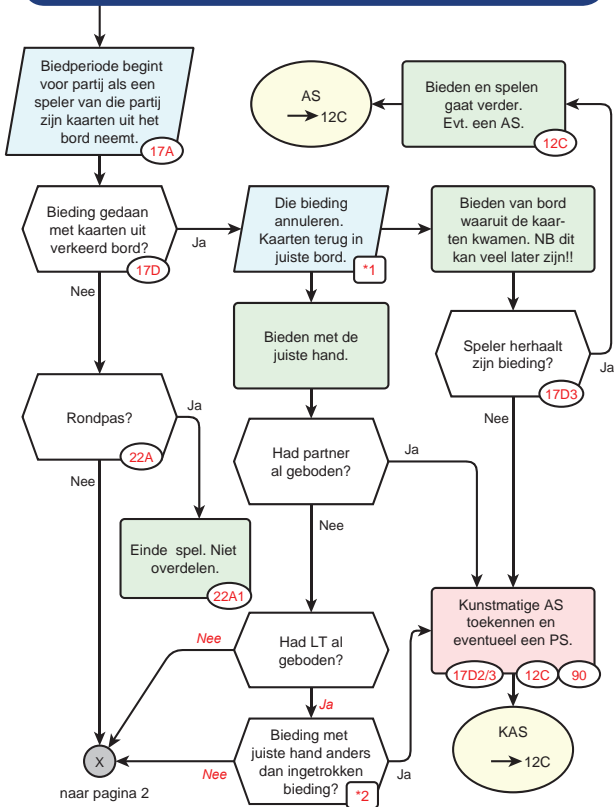 Biedperiode begint
voor partij als een
speler van die partij
zijn kaarten uit het
bord neemt.
17A
AS
12C
Bieden en spelen
gaat verder.
Evt. een AS.
12C
Bieding gedaan
met kaarten uit
verkeerd bord?
17D
Ja
Nee
Die bieding
annuleren.
Kaarten terug in
juiste bord.
*1
Bieden van bord
waaruit de kaar-
ten kwamen. NB dit
kan veel later zijn!!
Bieden met de
juiste hand.
Speler herhaalt
zijn bieding?
17D3
Ja
Nee
Rondpas?
22A
Ja
Nee
Had partner
al geboden?
Ja
Nee
Einde spel. Niet
overdelen.
22A1
Kunstmatige AS
toekennen en
eventueel een PS.
17D2/3
12C
90
Had LT al
geboden?
Nee
Ja
KAS
12C
Bieding met
juiste hand anders
dan ingetrokken
bieding?
*2
Nee
Ja
X
naar pagina 2